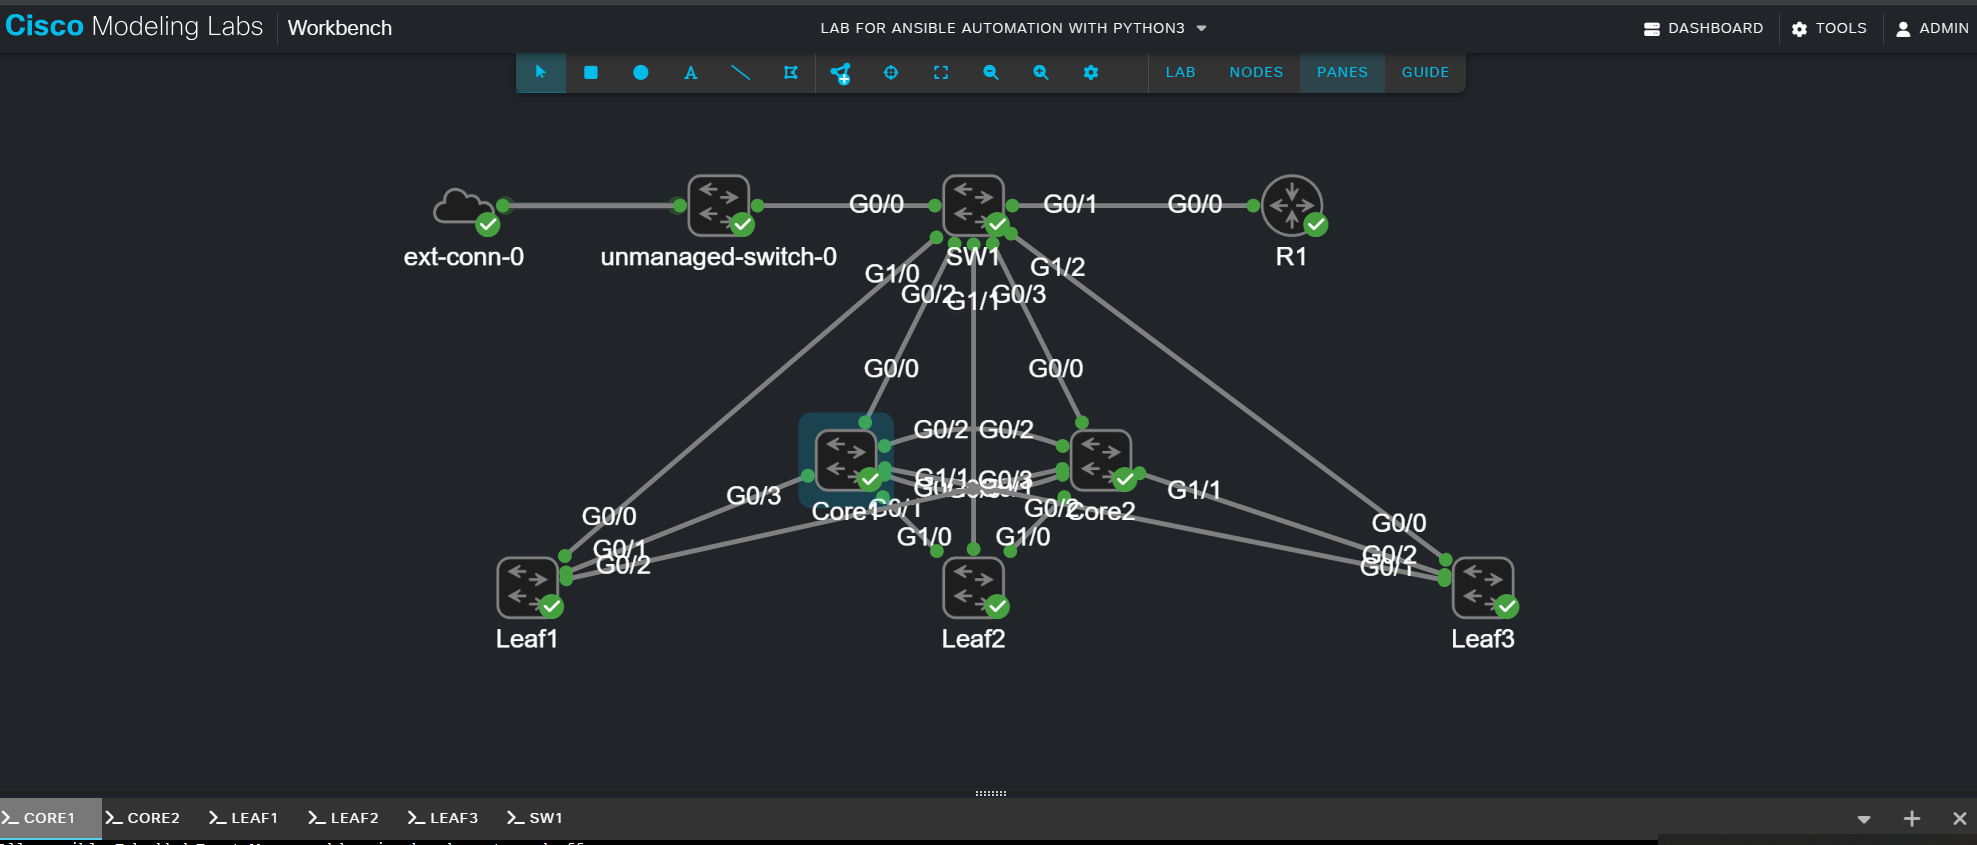 Cisco Modeling Labs Workbench
LAB FOR ANSIBLE AUTOMATION WITH PYTHON3
DASHBOARD
TOOLS
ADMIN
A
LAB
NODES
PANES
GUIDE
G0/0
G0/1
G0/0
ext-conn-0
unmanaged-switch-0
SW1
R1
G1/0
G1/2
G0/2
G1/1
G0/3
G0/0
G0/0
G0/2
G0/2
G1/1
G0/3
G0/3
G1/1
Core1
G0/1
G0/2
Core2
G0/0
G0/0
G1/0
G1/0
G0/1
G0/2
G0/2
G0/1
Leaf1
Leaf2
Leaf3
CORE1
CORE2
LEAF1
LEAF2
LEAF3
SW1